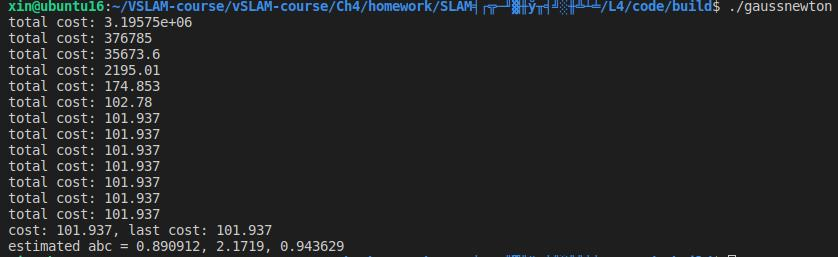 xin@ubuntu16:~/VSLAM-course/vSLAM-course/Ch4/homework/SLAM/L4/code/build$ ./gaussnewton
total cost: 3.19575e+06
total cost: 376785
total cost: 35673.6
total cost: 2195.01
total cost: 174.853
total cost: 102.78
total cost: 101.937
total cost: 101.937
total cost: 101.937
total cost: 101.937
total cost: 101.937
total cost: 101.937
total cost: 101.937
cost: 101.937, last cost: 101.937
estimated abc = 0.890912, 2.1719, 0.943629